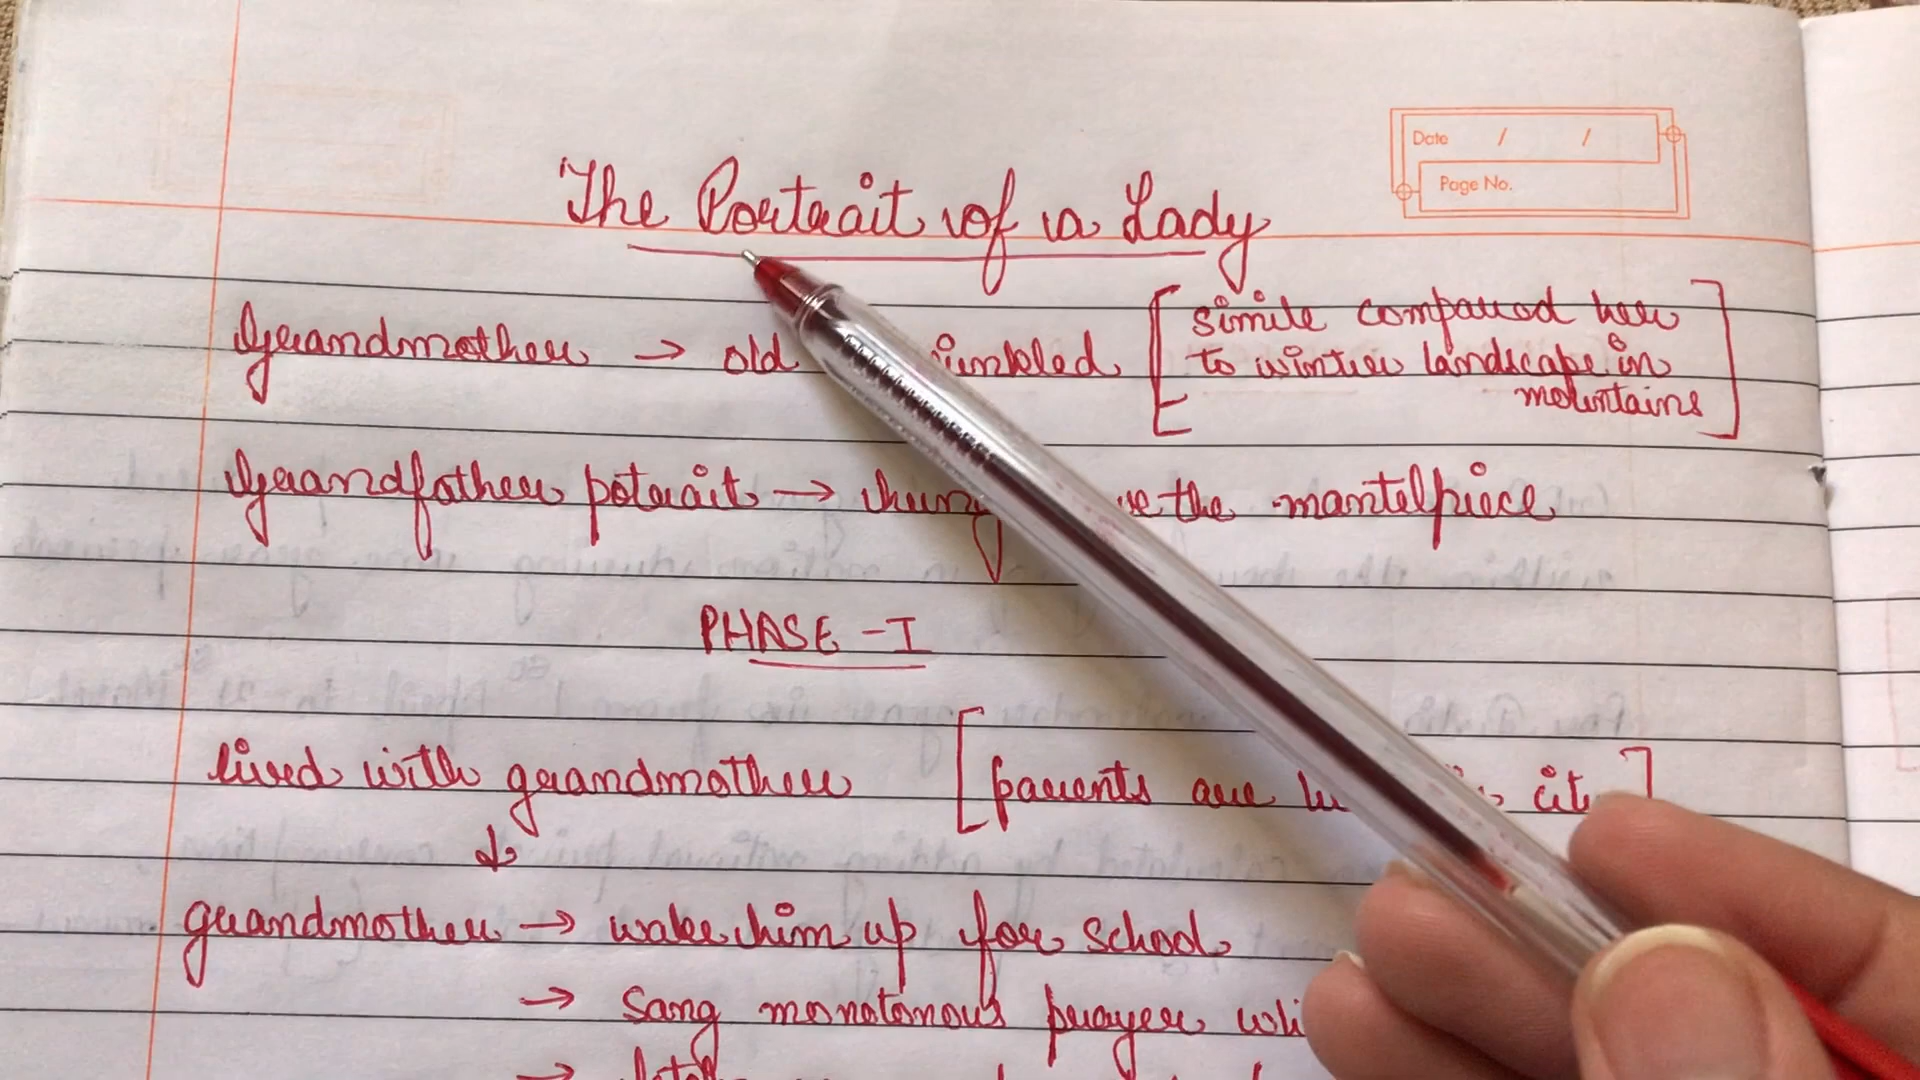 The Portrait of a Lady
Date / /
Page No.
Grandmother → old
[simile compared her
to winter landscape in
mountains]
Grandfather potrait → the mantelpiece
PHASE - I
lived with grandmother [parents are city]
↓
grandmother → wake him up for school
→ sang monotonous prayer
→